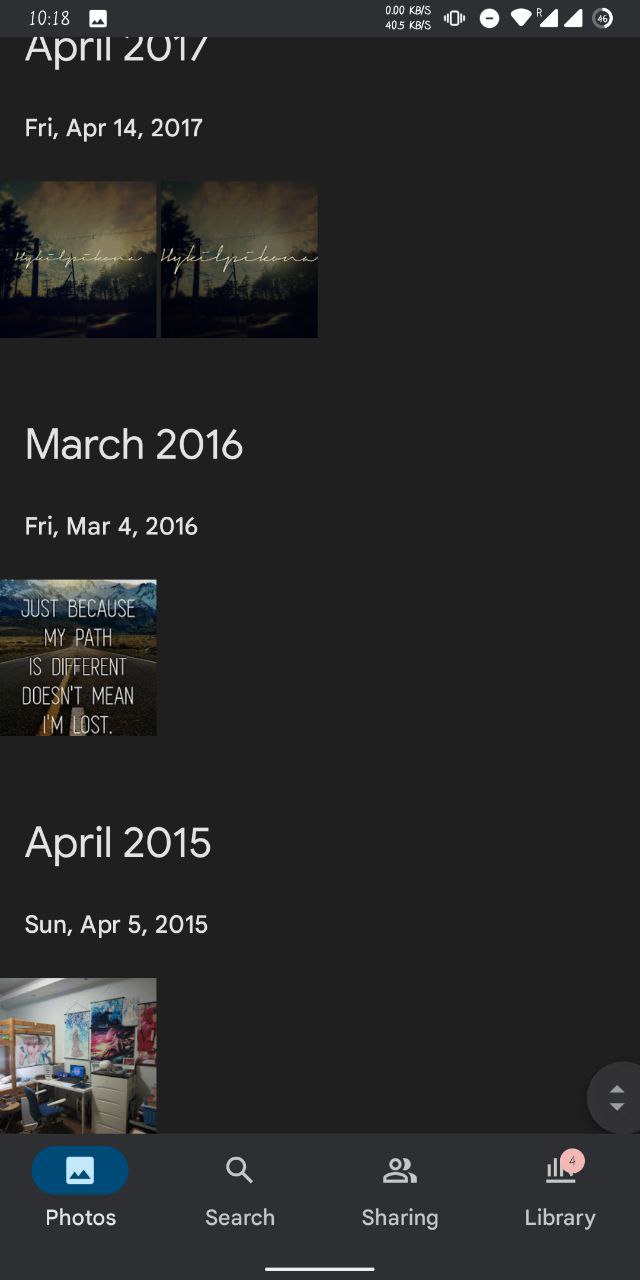 10:18
0.00 KB/S
40.5 KB/S
R
46
April 2017
Fri, Apr 14, 2017
Hykilpikonna
Hykilpikonna
March 2016
Fri, Mar 4, 2016
JUST BECAUSE
MY PATH
IS DIFFERENT
DOESN'T MEAN
I'M LOST.
April 2015
Sun, Apr 5, 2015
4
Photos
Search
Sharing
Library